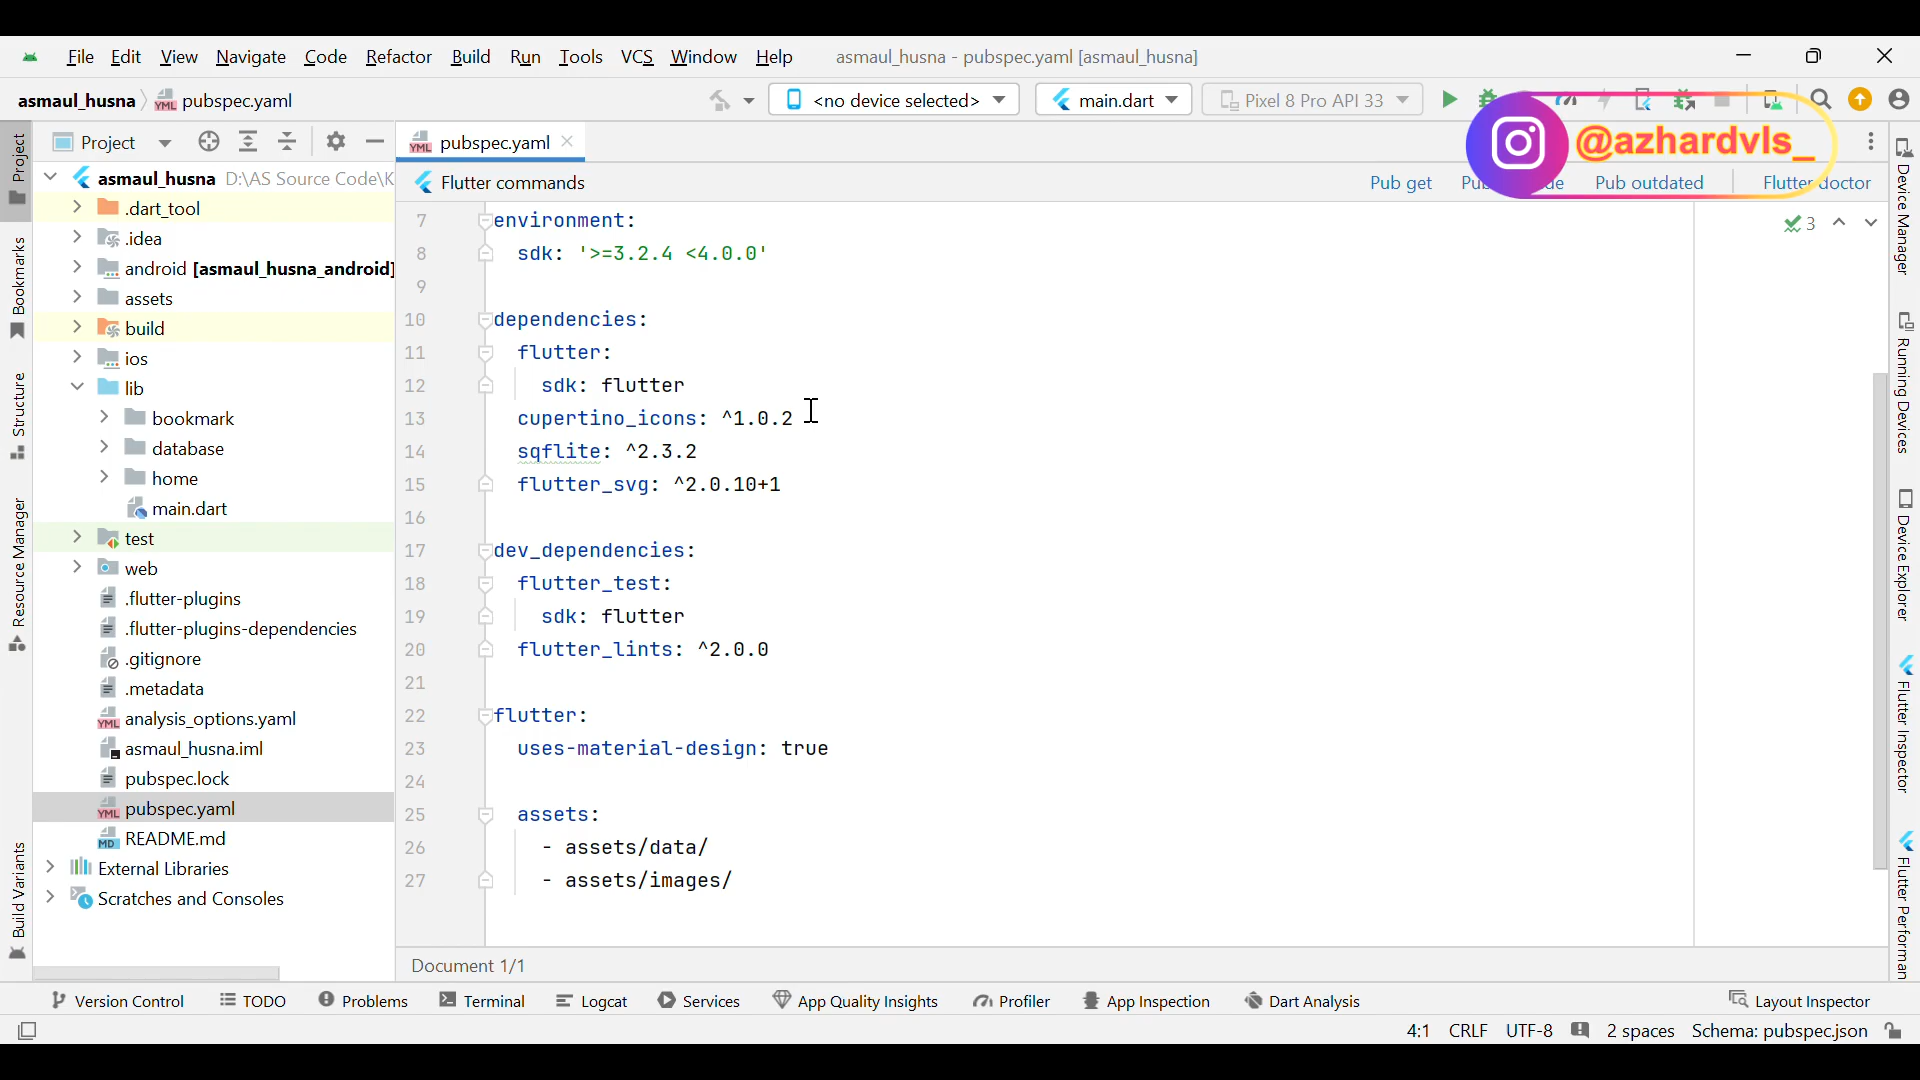 File Edit View Navigate Code Refactor Build Run Tools VCS Window Help asmaul_husna - pubspec.yaml [asmaul_husna]
asmaul_husna pubspec.yaml <no device selected> main.dart Pixel 8 Pro API 33
@azhardvls_
Project pubspec.yaml
asmaul_husna D:\AS Source Code\K
Flutter commands Pub get Pub outdated Flutter doctor
.dart_tool
.idea
android [asmaul_husna_android]
assets
build
ios
lib
bookmark
database
home
main.dart
test
web
.flutter-plugins
.flutter-plugins-dependencies
.gitignore
.metadata
analysis_options.yaml
asmaul_husna.iml
pubspec.lock
pubspec.yaml
README.md
External Libraries
Scratches and Consoles
7 environment:
8 sdk: '>=3.2.4 <4.0.0'
9
10 dependencies:
11 flutter:
12 sdk: flutter
13 cupertino_icons: ^1.0.2
14 sqflite: ^2.3.2
15 flutter_svg: ^2.0.10+1
16
17 dev_dependencies:
18 flutter_test:
19 sdk: flutter
20 flutter_lints: ^2.0.0
21
22 flutter:
23 uses-material-design: true
24
25 assets:
26 - assets/data/
27 - assets/images/
3
Document 1/1
Project
Bookmarks
Structure
Resource Manager
Build Variants
Device Manager
Running Devices
Device Explorer
Flutter Inspector
Flutter Performan
Version Control TODO Problems Terminal Logcat Services App Quality Insights Profiler App Inspection Dart Analysis Layout Inspector
4:1 CRLF UTF-8 2 spaces Schema: pubspec.json